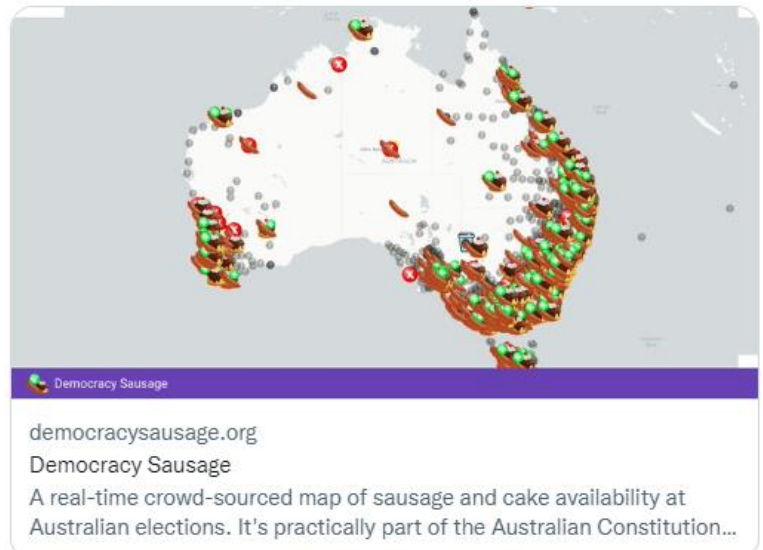 Democracy Sausage
democracysausage.org
Democracy Sausage
A real-time crowd-sourced map of sausage and cake availability at
Australian elections. It's practically part of the Australian Constitution...